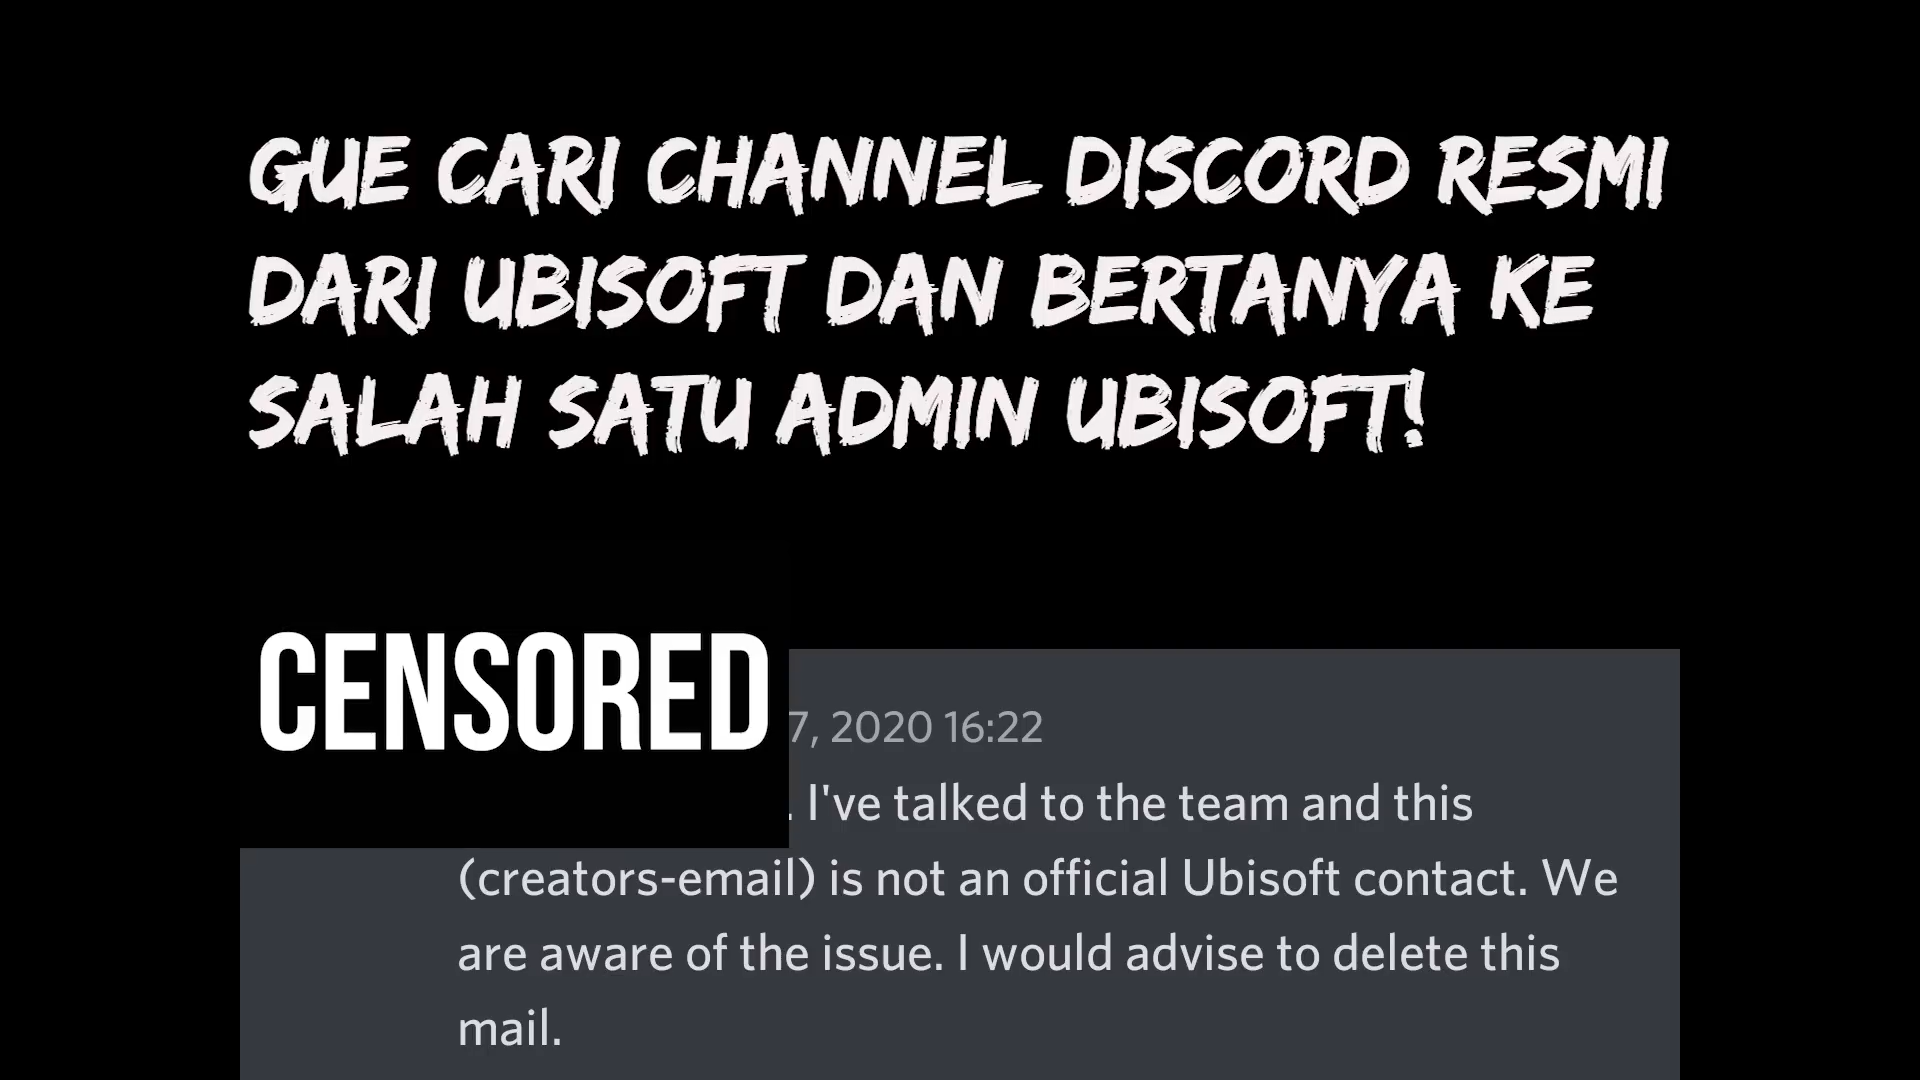 GUE CARI CHANNEL DISCORD RESMI
DARI UBISOFT DAN BERTANYA KE
SALAH SATU ADMIN UBISOFT!
CENSORED
7, 2020 16:22
. I've talked to the team and this
(creators-email) is not an official Ubisoft contact. We
are aware of the issue. I would advise to delete this
mail.